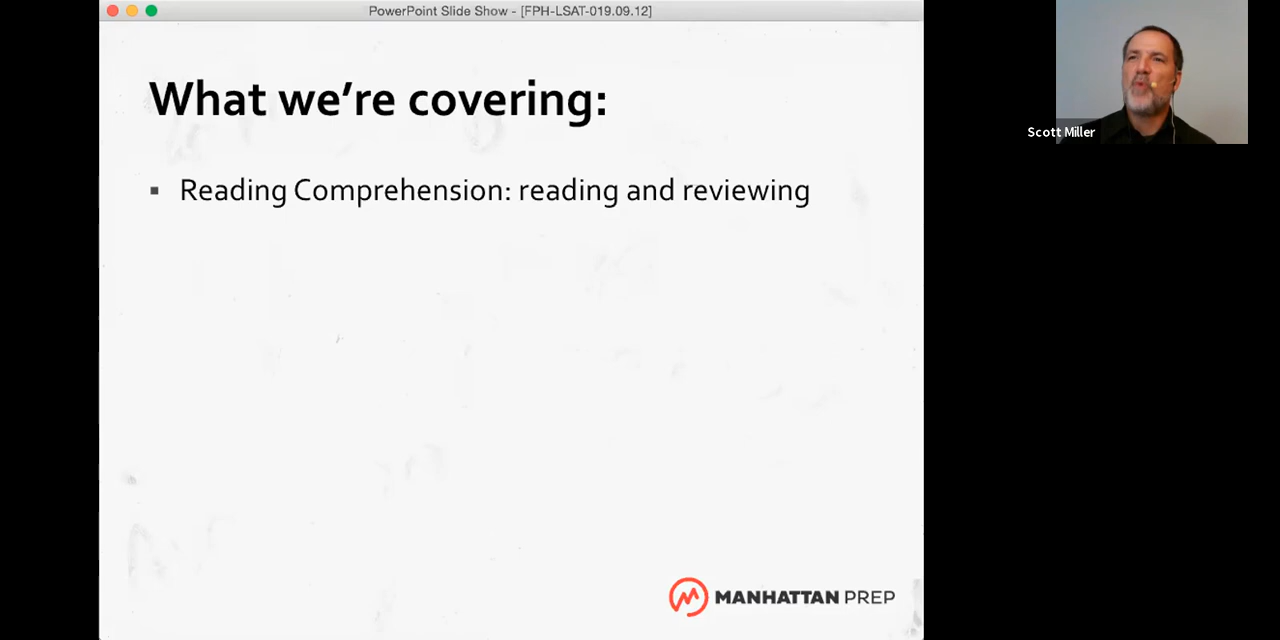 PowerPoint Slide Show - [FPH-LSAT-019.09.12]
What we're covering:
▪ Reading Comprehension: reading and reviewing
Scott Miller
MANHATTAN PREP